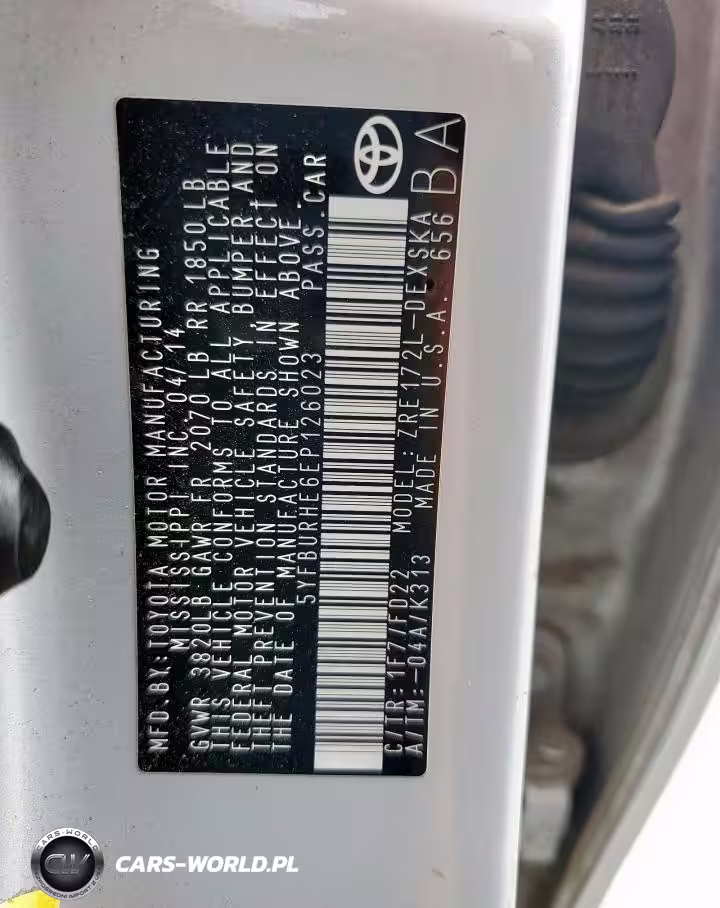 MFD. BY: TOYOTA MOTOR MANUFACTURING
MISSISSIPPI INC. 04/14
GVWR 3820LB GAWR FR 2070 LB RR 1850 LB
THIS VEHICLE CONFORMS TO ALL APPLICABLE
FEDERAL MOTOR VEHICLE SAFETY, BUMPER AND
THEFT PREVENTION STANDARDS IN EFFECT ON
THE DATE OF MANUFACTURE SHOWN ABOVE.
5YFBURHE6EP126023 PASS. CAR
C/TR: 1F7/FD22 MODEL: ZRE172L-DEXSKA
A/TM: -04A/K313 MADE IN U.S.A. 656
BA
CARS-WORLD
CW
CARS-WORLD.PL